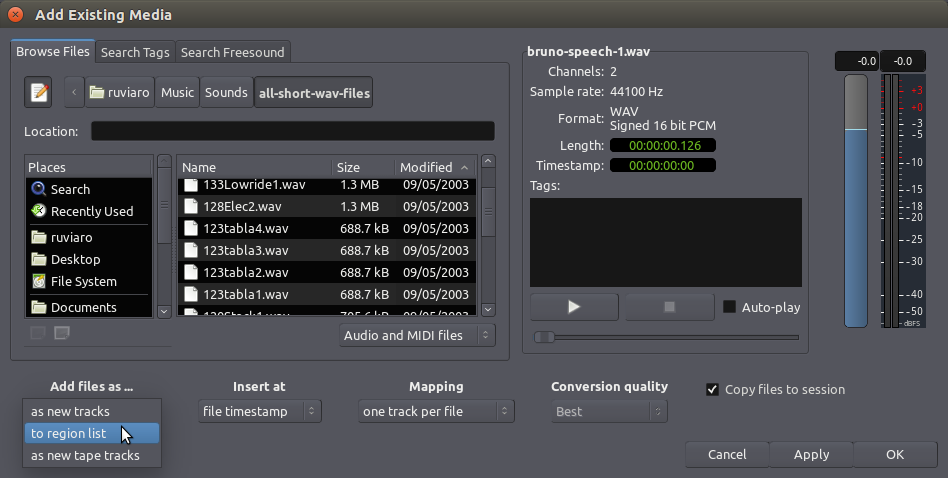 Add Existing Media
Browse Files Search Tags Search Freesound
ruviaro Music Sounds all-short-wav-files
Location:
Places
Search
Recently Used
ruviaro
Desktop
File System
Documents
Name Size Modified
133Lowride1.wav 1.3 MB 09/05/2003
128Elec2.wav 1.3 MB 09/05/2003
123tabla4.wav 688.7 kB 09/05/2003
123tabla3.wav 688.7 kB 09/05/2003
123tabla2.wav 688.7 kB 09/05/2003
123tabla1.wav 688.7 kB 09/05/2003
Audio and MIDI files
bruno-speech-1.wav
Channels: 2
Sample rate: 44100 Hz
Format: WAV
Signed 16 bit PCM
Length: 00:00:00.126
Timestamp: 00:00:00:00
Tags:
Auto-play
-0.0 -0.0
+3
+0
-3
-5
-10
-15
-18
-20
-25
-30
-40
-50
dBFS
Add files as ...
as new tracks
to region list
as new tape tracks
Insert at
file timestamp
Mapping
one track per file
Conversion quality
Best
Copy files to session
Cancel Apply OK